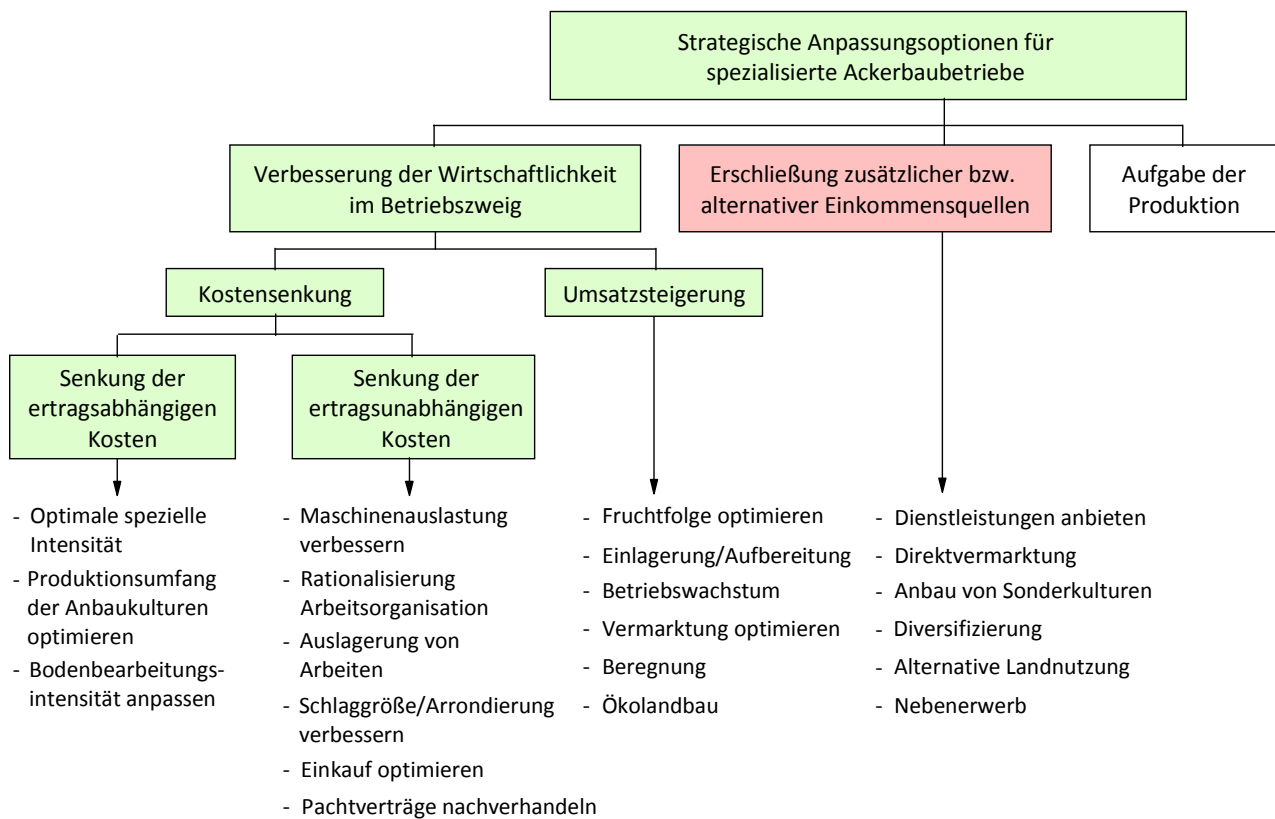 Strategische Anpassungsoptionen für
spezialisierte Ackerbaubetriebe
Verbesserung der Wirtschaftlichkeit
im Betriebszweig
Erschließung zusätzlicher bzw.
alternativer Einkommensquellen
Aufgabe der
Produktion
Kostensenkung
Umsatzsteigerung
Senkung der
ertragsabhängigen
Kosten
Senkung der
ertragsunabhängigen
Kosten
- Optimale spezielle
Intensität
- Produktionsumfang
der Anbaukulturen
optimieren
- Bodenbearbeitungs-
intensität anpassen
- Maschinenauslastung
verbessern
- Rationalisierung
Arbeitsorganisation
- Auslagerung von
Arbeiten
- Schlaggröße/Arrondierung
verbessern
- Einkauf optimieren
- Pachtverträge nachverhandeln
- Fruchtfolge optimieren
- Einlagerung/Aufbereitung
- Betriebswachstum
- Vermarktung optimieren
- Beregnung
- Ökolandbau
- Dienstleistungen anbieten
- Direktvermarktung
- Anbau von Sonderkulturen
- Diversifizierung
- Alternative Landnutzung
- Nebenerwerb